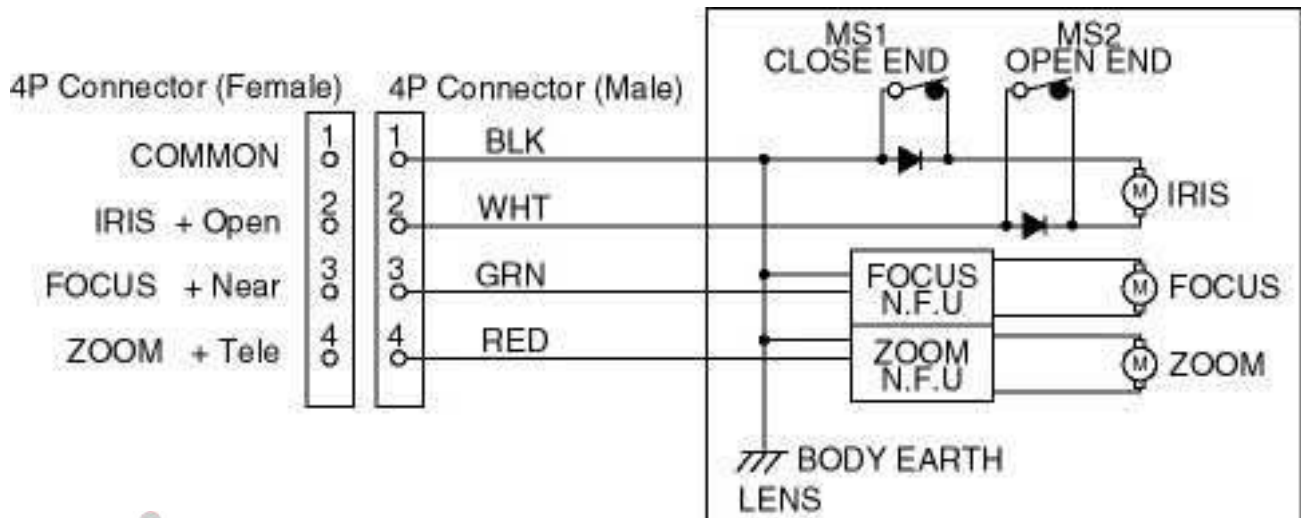 MS1
CLOSE END
MS2
OPEN END
4P Connector (Female)
4P Connector (Male)
COMMON
1
1
BLK
IRIS + Open
2
2
WHT
M
IRIS
FOCUS + Near
3
3
GRN
FOCUS
N.F.U
M
FOCUS
ZOOM + Tele
4
4
RED
ZOOM
N.F.U
M
ZOOM
BODY EARTH
LENS